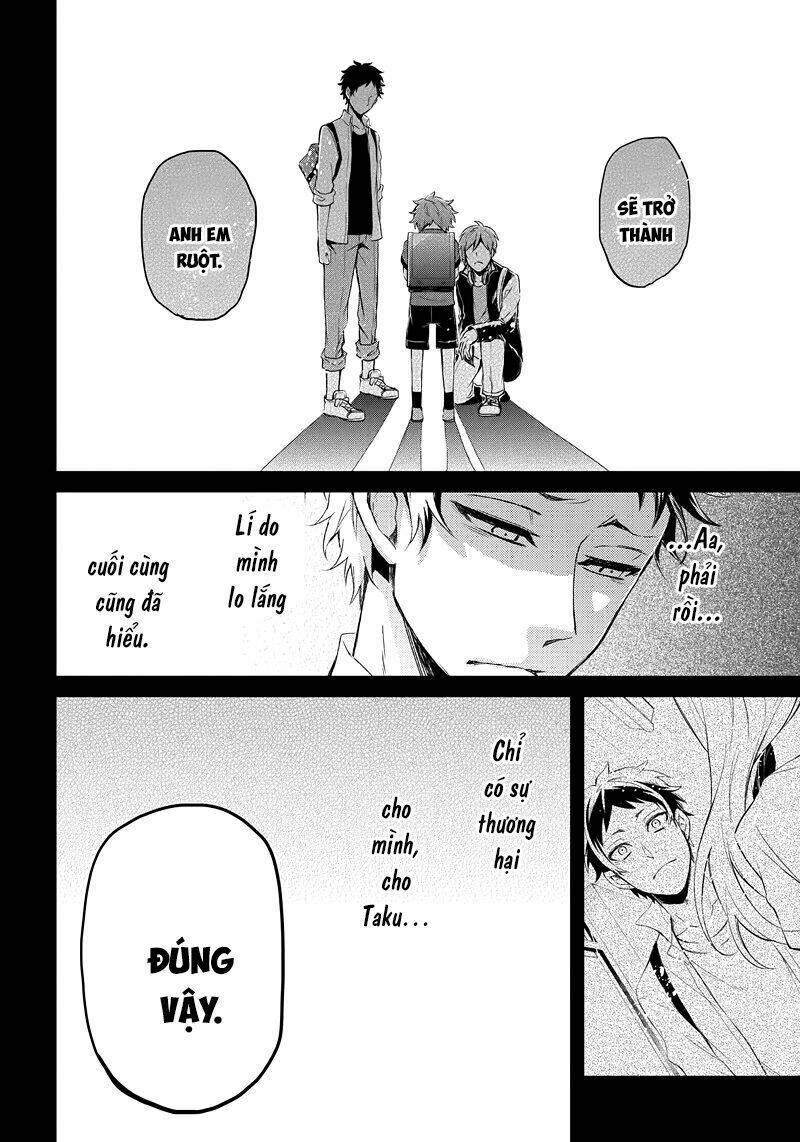 SẼ TRỞ
THÀNH
ANH EM
RUỘT.
...Aa,
phải
rồi...
Lí do
mình
lo lắng
cuối cùng
cũng đã
hiểu.
Chỉ
có sự
thương
hại
cho
mình,
cho
Taku...
ĐÚNG
VẬY.